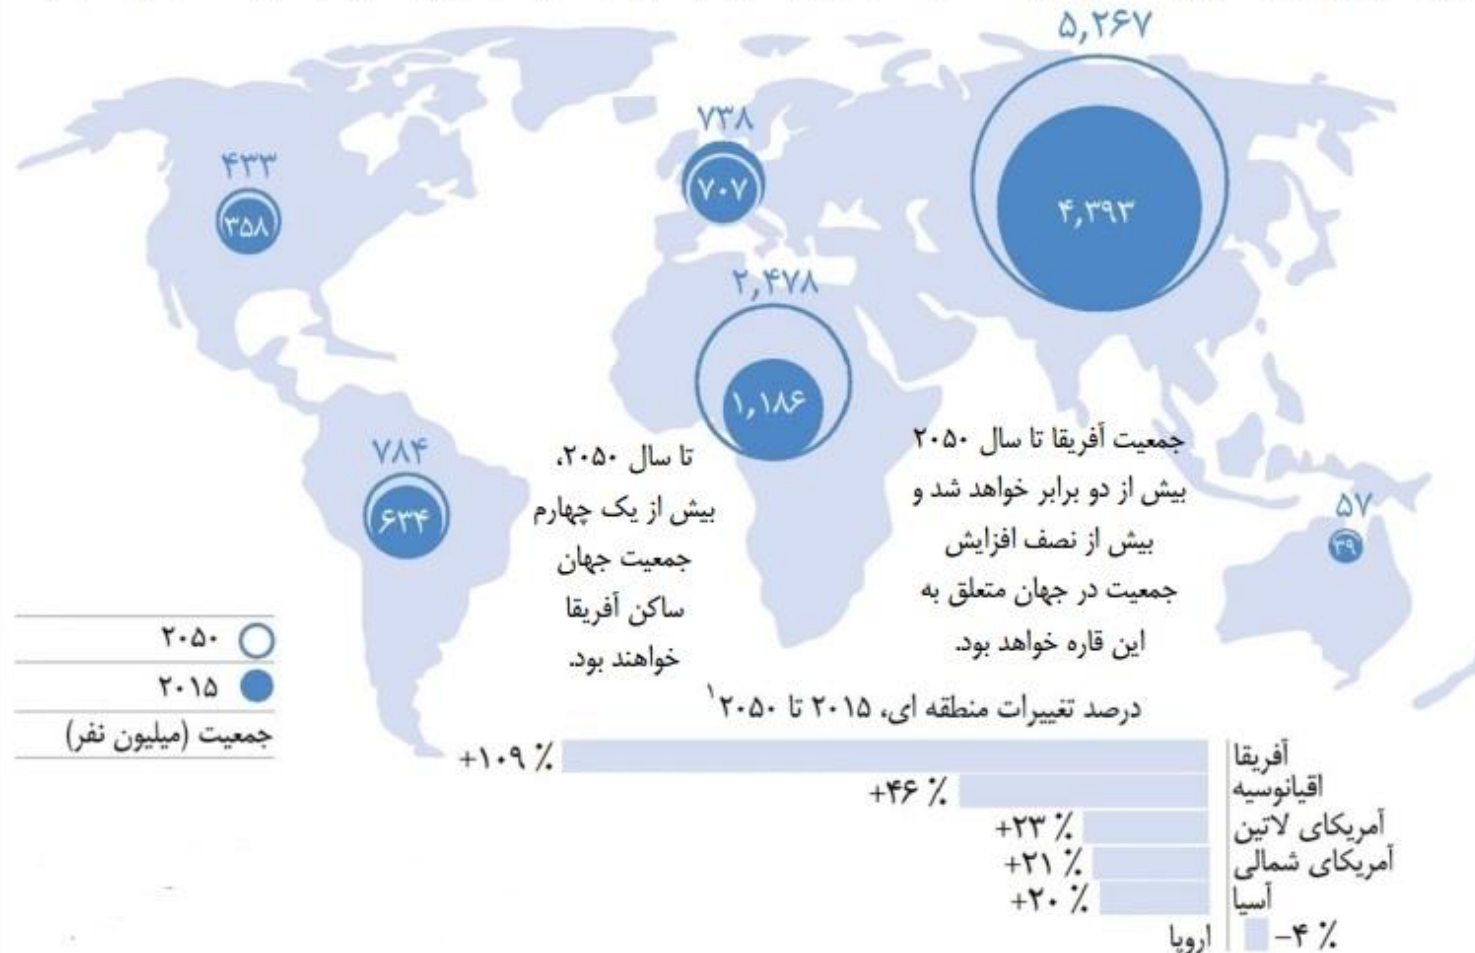 ۵,۲۶۷
۴,۳۹۳
۷۳۸
۷۰۷
۴۳۳
۳۵۸
۲,۴۷۸
۱,۱۸۶
۷۸۴
۶۳۴
۵۷
۳۹
جمعیت آفریقا تا سال ۲۰۵۰
بیش از دو برابر خواهد شد و
بیش از نصف افزایش
جمعیت در جهان متعلق به
این قاره خواهد بود.
تا سال ۲۰۵۰،
بیش از یک چهارم
جمعیت جهان
ساکن آفریقا
خواهند بود.
۲۰۵۰
۲۰۱۵
جمعیت (میلیون نفر)
درصد تغییرات منطقه ای، ۲۰۱۵ تا ۲۰۵۰¹
آفریقا +۱۰۹ ٪
اقیانوسیه +۴۶ ٪
آمریکای لاتین +۲۳ ٪
آمریکای شمالی +۲۱ ٪
آسیا +۲۰ ٪
اروپا -۴ ٪